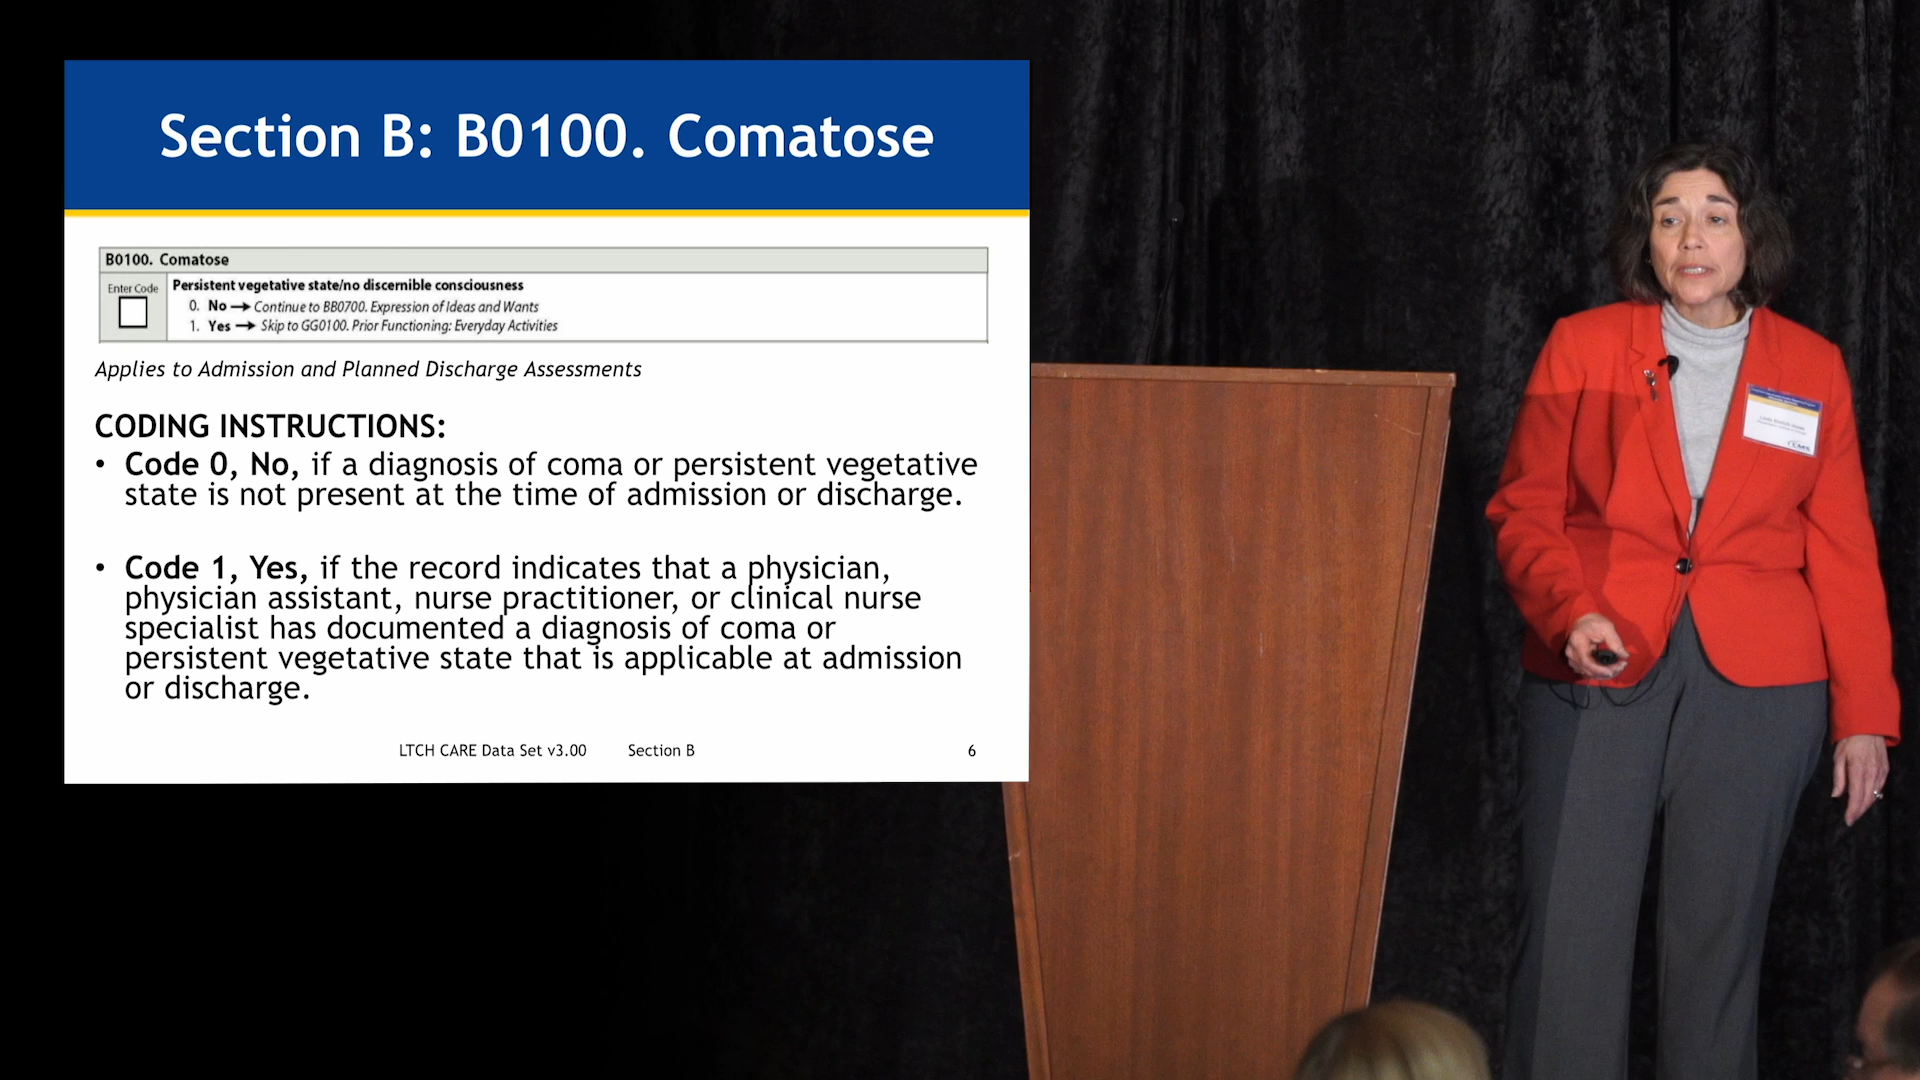 Section B: B0100. Comatose
B0100. Comatose
Enter Code
Persistent vegetative state/no discernible consciousness
0. No → Continue to BB0700. Expression of Ideas and Wants
1. Yes → Skip to GG0100. Prior Functioning: Everyday Activities
Applies to Admission and Planned Discharge Assessments
CODING INSTRUCTIONS:
• Code 0, No, if a diagnosis of coma or persistent vegetative
state is not present at the time of admission or discharge.
• Code 1, Yes, if the record indicates that a physician,
physician assistant, nurse practitioner, or clinical nurse
specialist has documented a diagnosis of coma or
persistent vegetative state that is applicable at admission
or discharge.
LTCH CARE Data Set v3.00 Section B 6
CMS